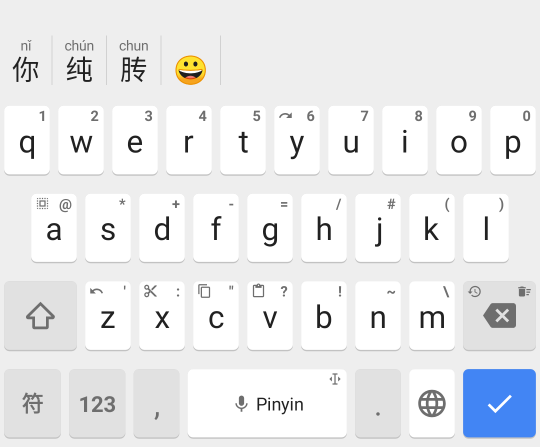 nǐ chún chun
你 纯 肫 😀
1 2 3 4 5 6 7 8 9 0
q w e r t y u i o p
@ * + - = / # ( )
a s d f g h j k l
' : " ? ! ~ \
z x c v b n m
符 123 , Pinyin .